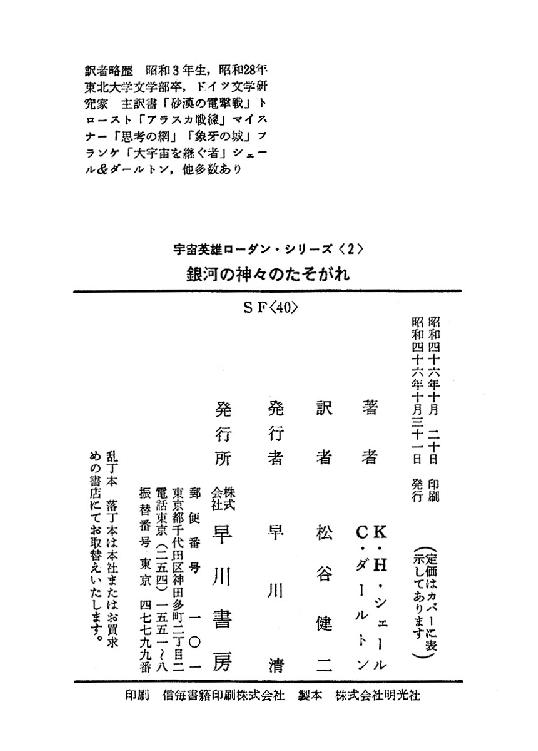 訳者略歴 昭和3年生,昭和28年
東北大学文学部卒,ドイツ文学研
究家 主訳書「砂漠の電撃戦」ト
ロースト「アラスカ戦線」マイス
ナー「思考の網」「象牙の城」フ
ランケ「大宇宙を継ぐ者」シェー
ル&ダールトン,他多数あり
宇宙英雄ローダン・シリーズ〈2〉
銀河の神々のたそがれ
SF〈40〉
昭和四十六年十月 二十日 印刷
昭和四十六年十月三十一日 発行
(定価はカバーに表
示してあります)
著者 K・H・シェール
C・ダールトン
訳者 松谷健二
発行者 早川清
発行所 株式会社 早川書房
郵便番号 一〇一
東京都千代田区神田多町二丁目二
電話東京(二五四)一五五一〜八
振替番号 東京 四七七九九番
乱丁本 落丁本は本社またはお買求
めの書店にてお取替えいたします。
印刷 信毎書籍印刷株式会社 製本 株式会社明光社